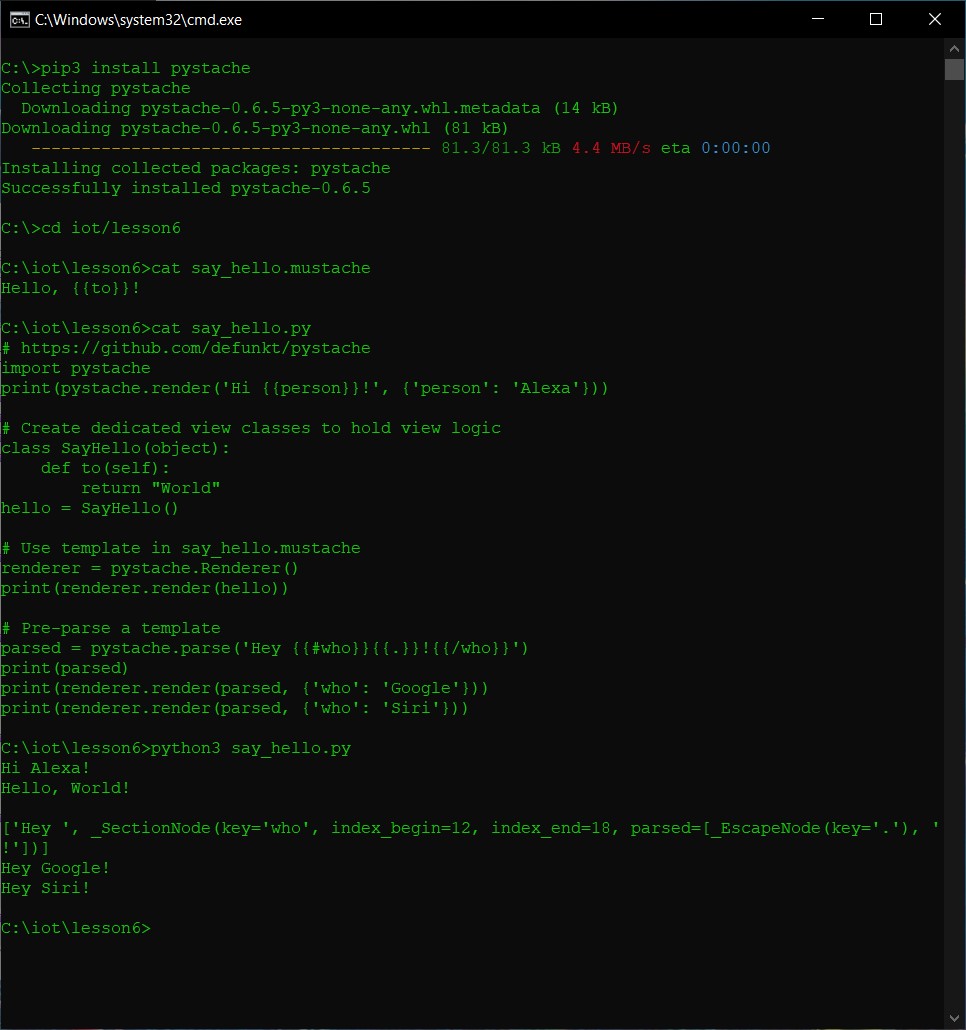 C:\Windows\system32\cmd.exe
C:\>pip3 install pystache
Collecting pystache
  Downloading pystache-0.6.5-py3-none-any.whl.metadata (14 kB)
Downloading pystache-0.6.5-py3-none-any.whl (81 kB)
   ---------------------------------------- 81.3/81.3 kB 4.4 MB/s eta 0:00:00
Installing collected packages: pystache
Successfully installed pystache-0.6.5
C:\>cd iot/lesson6
C:\iot\lesson6>cat say_hello.mustache
Hello, {{to}}!
C:\iot\lesson6>cat say_hello.py
# https://github.com/defunkt/pystache
import pystache
print(pystache.render('Hi {{person}}!', {'person': 'Alexa'}))
# Create dedicated view classes to hold view logic
class SayHello(object):
    def to(self):
        return "World"
hello = SayHello()
# Use template in say_hello.mustache
renderer = pystache.Renderer()
print(renderer.render(hello))
# Pre-parse a template
parsed = pystache.parse('Hey {{#who}}{{.}}!{{/who}}')
print(parsed)
print(renderer.render(parsed, {'who': 'Google'}))
print(renderer.render(parsed, {'who': 'Siri'}))
C:\iot\lesson6>python3 say_hello.py
Hi Alexa!
Hello, World!
['Hey ', _SectionNode(key='who', index_begin=12, index_end=18, parsed=[_EscapeNode(key='.'), '
!'])]
Hey Google!
Hey Siri!
C:\iot\lesson6>